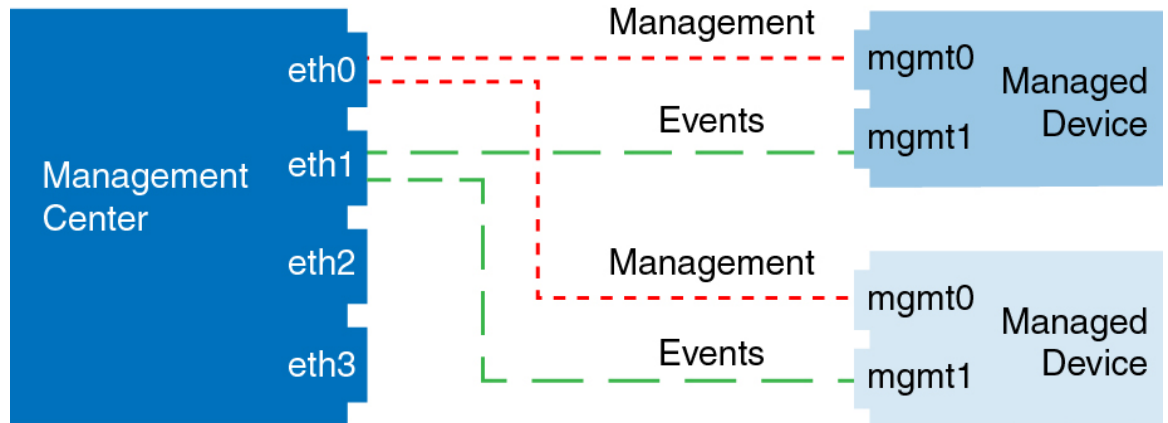 Management
Center
eth0
eth1
eth2
eth3
Management
Events
Management
Events
mgmt0
mgmt1
Managed
Device
mgmt0
mgmt1
Managed
Device